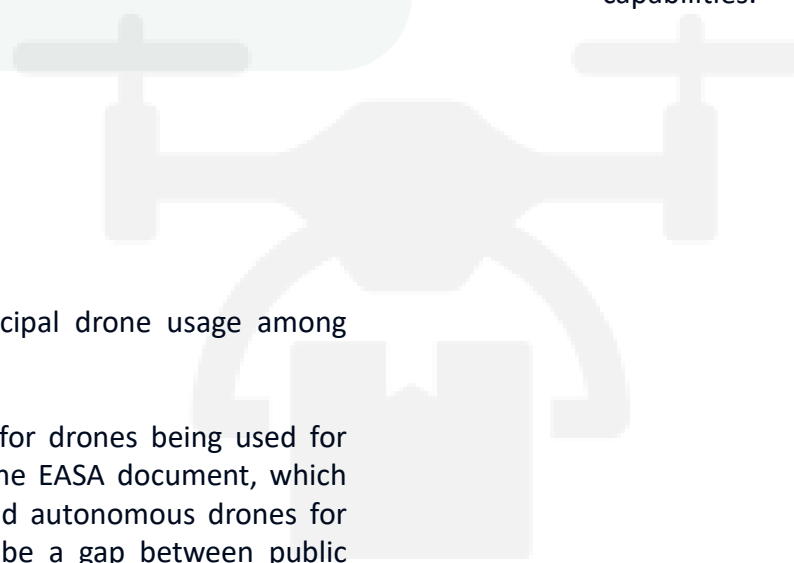 capabilities.
cipal drone usage among
for drones being used for
he EASA document, which
d autonomous drones for
be a gap between public